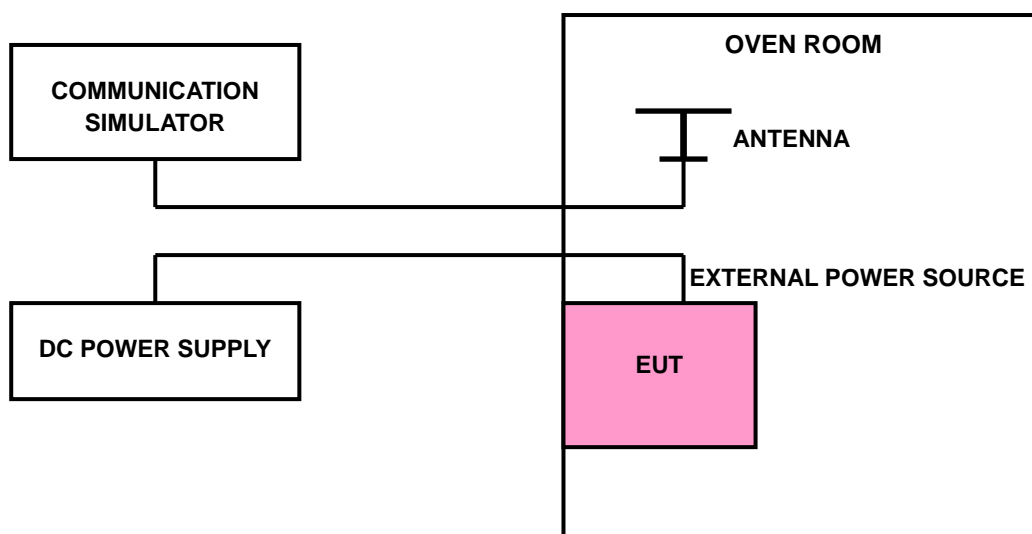 OVEN ROOM
COMMUNICATION
SIMULATOR
ANTENNA
EXTERNAL POWER SOURCE
DC POWER SUPPLY
EUT